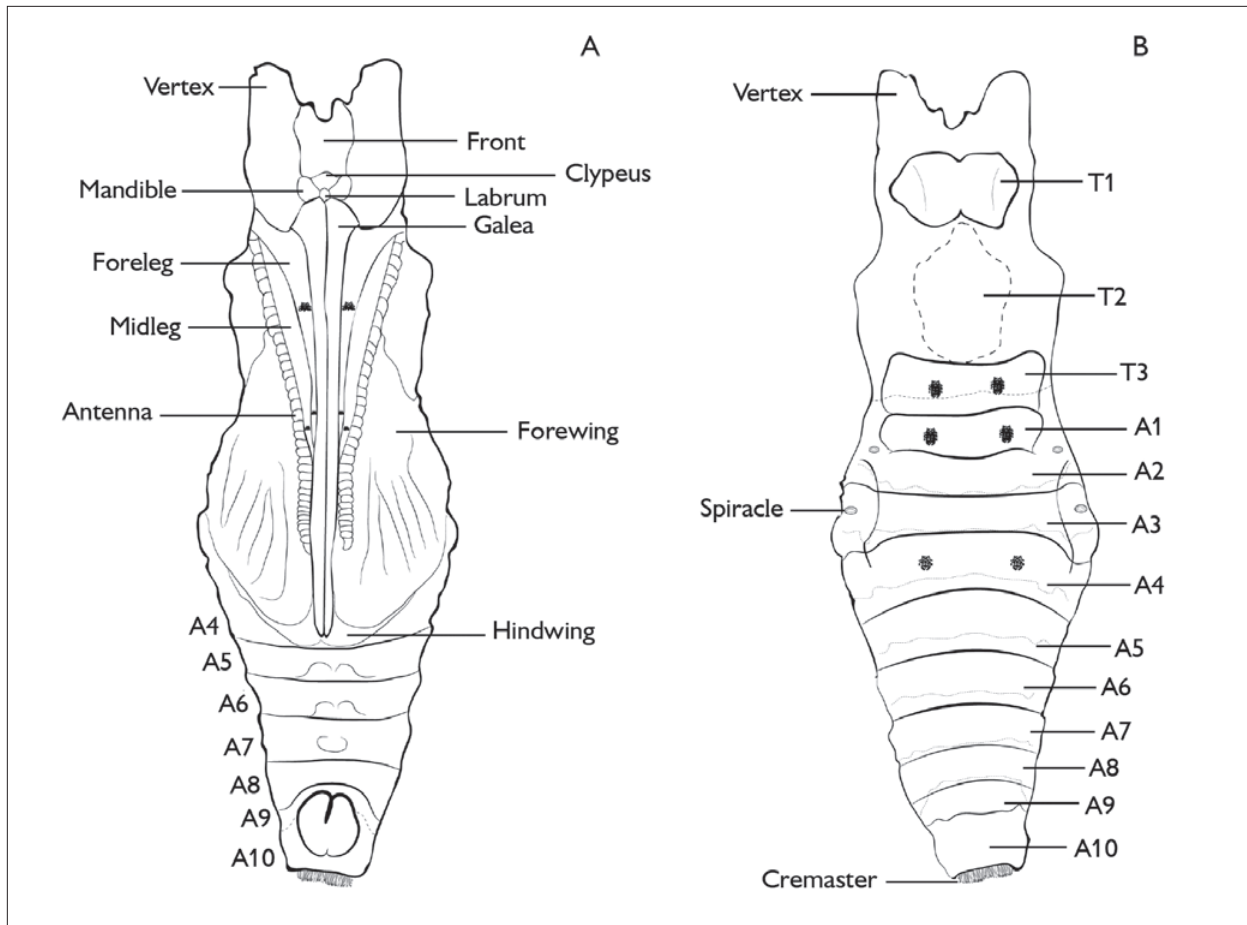 A
Vertex
Front
Clypeus
Mandible
Labrum
Galea
Foreleg
Midleg
Antenna
Forewing
Hindwing
A4
A5
A6
A7
A8
A9
A10
B
Vertex
T1
T2
T3
A1
A2
Spiracle
A3
A4
A5
A6
A7
A8
A9
A10
Cremaster